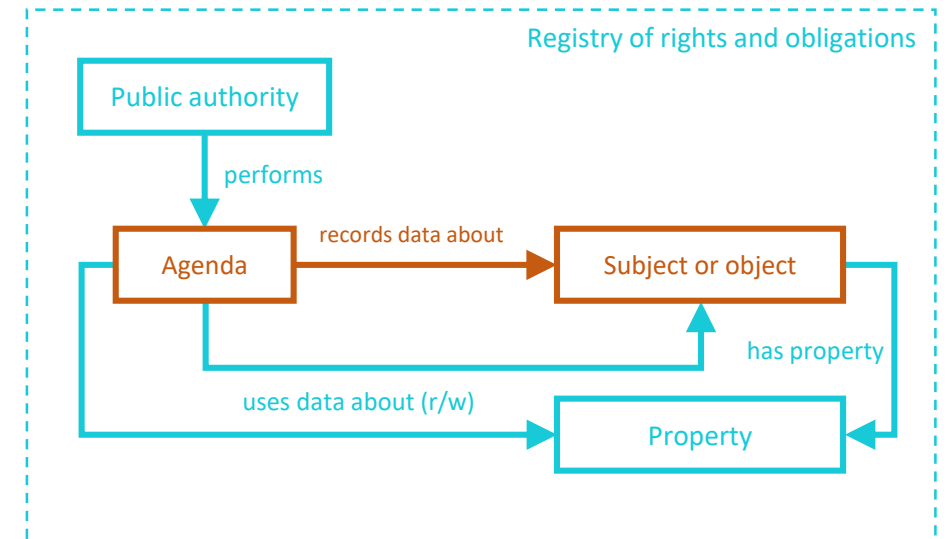 Registry of rights and obligations
Public authority
performs
records data about
Agenda
Subject or object
has property
uses data about (r/w)
Property